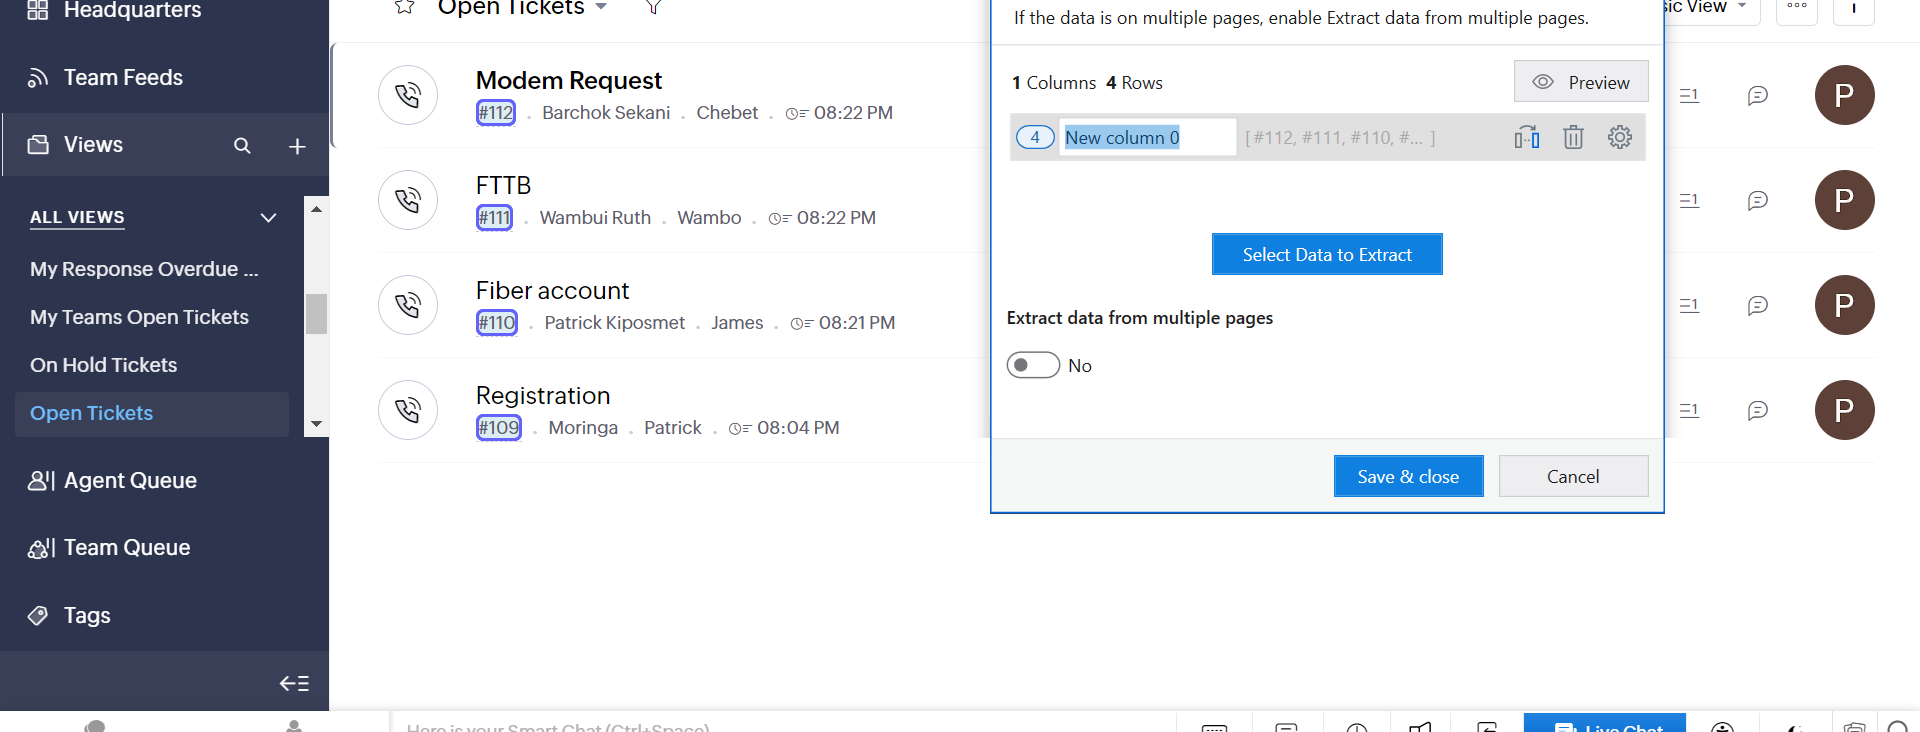 Headquarters
Team Feeds
Views
ALL VIEWS
My Response Overdue ...
My Teams Open Tickets
On Hold Tickets
Open Tickets
Agent Queue
Team Queue
Tags
Open Tickets
Modem Request
#112 . Barchok Sekani . Chebet . 08:22 PM
FTTB
#111 . Wambui Ruth . Wambo . 08:22 PM
Fiber account
#110 . Patrick Kiposmet . James . 08:21 PM
Registration
#109 . Moringa . Patrick . 08:04 PM
If the data is on multiple pages, enable Extract data from multiple pages.
1 Columns 4 Rows
Preview
4 New column 0 [ #112, #111, #110, #... ]
Select Data to Extract
Extract data from multiple pages
No
Save & close
Cancel
View
1
P
1
P
1
P
1
P
Here is your Smart Chat (Ctrl+Space)
Live Chat